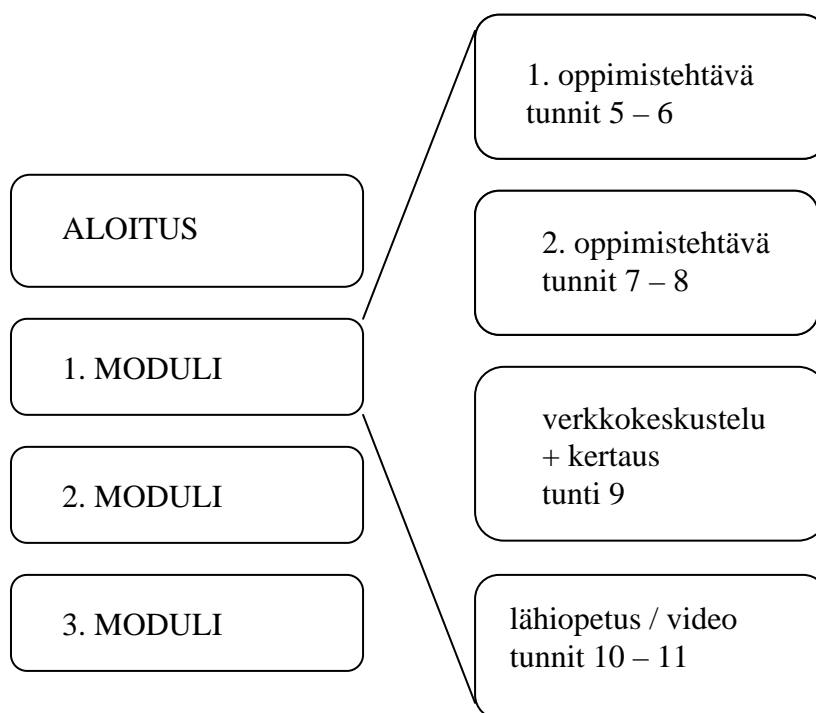 ALOITUS
1. MODULI
2. MODULI
3. MODULI
1. oppimistehtävä
tunnit 5 – 6
2. oppimistehtävä
tunnit 7 – 8
verkkokeskustelu
+ kertaus
tunti 9
lähiopetus / video
tunnit 10 – 11